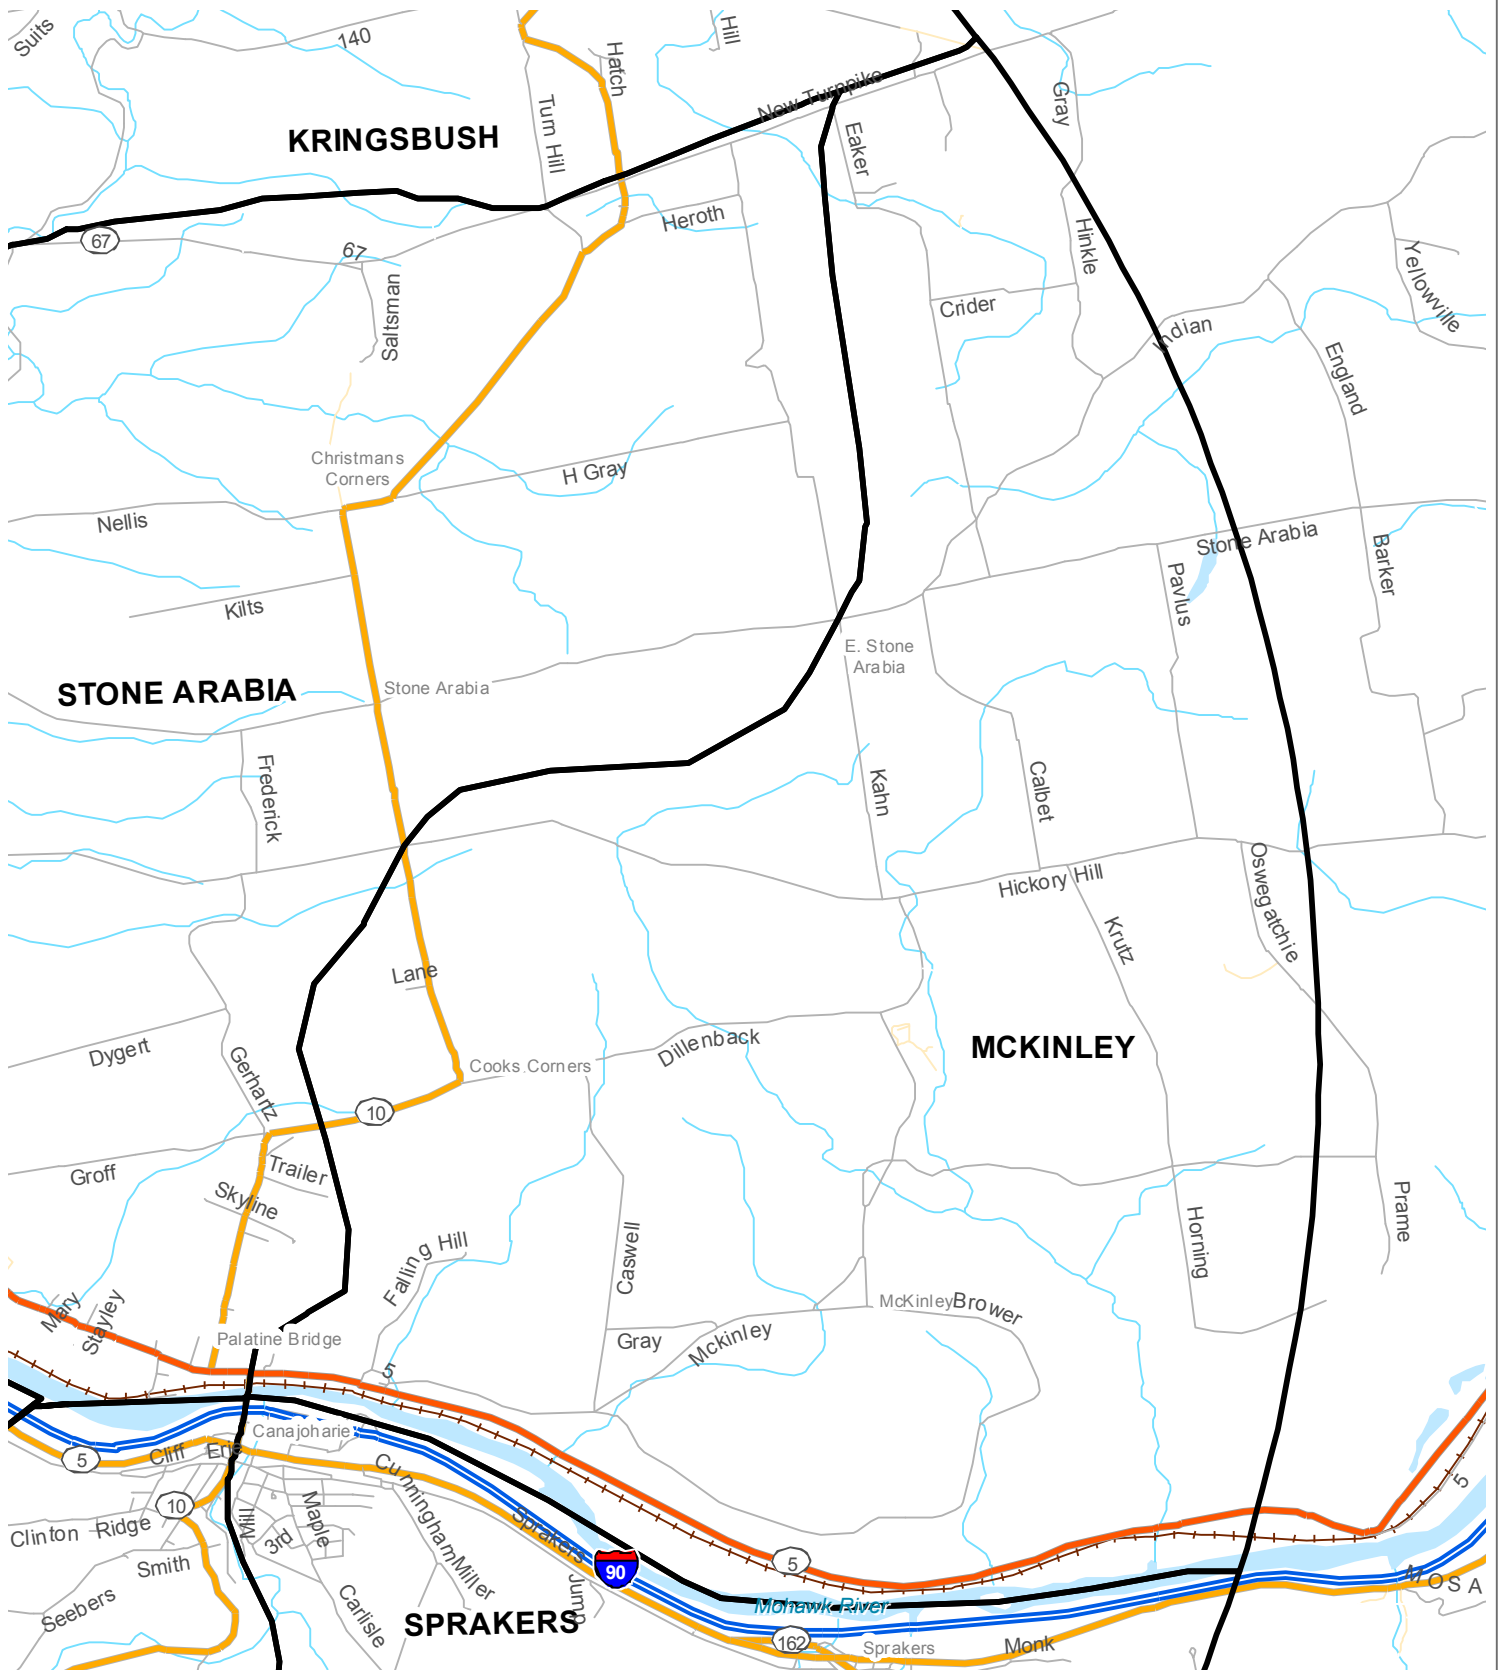 Suits
140
Hatch
Hill
New Turnpike
Gray
Turn Hill
KRINGSBUSH
Eaker
Heroth
67
67
Hinkle
Saltsman
Crider
Indian
Yellowville
England
Christmans
Corners
H Gray
Nellis
Stone Arabia
Barker
Kilts
Pavlus
E. Stone
Arabia
STONE ARABIA
Stone Arabia
Frederick
Kahn
Calbet
Hickory Hill
Oswegatchie
Krutz
Lane
Dygert
Gerhartz
Cooks Corners
Dillenback
MCKINLEY
10
Groff
Trailer
Skyline
Prame
Horning
Falling Hill
Caswell
Mary
Stayley
McKinley
Brower
Palatine Bridge
Gray
Mckinley
5
Canajoharie
5
Cliff
Erie
Cunningham
5
10
Clinton
Ridge
Mill
Maple
3rd
Sprakers
Smith
Miller
90
5
Jump
Seebers
Carlisle
SPRAKERS
Mohawk River
MOSA
162
Sprakers
Monk